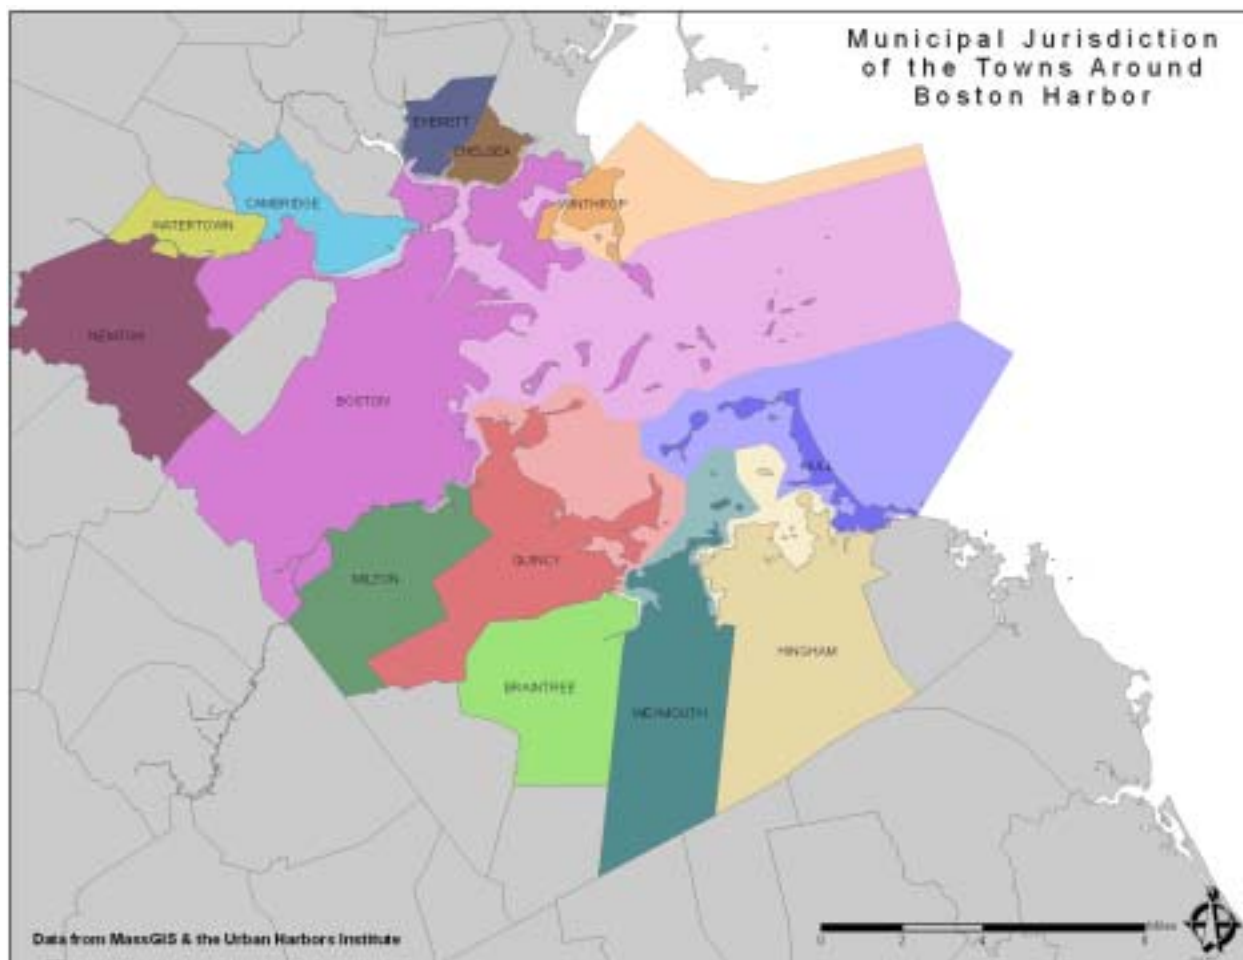 Municipal Jurisdiction
of the Towns Around
Boston Harbor
EVERETT
CHELSEA
CAMBRIDGE
WINTHROP
WATERTOWN
NEWTON
BOSTON
HULL
MILTON
QUINCY
HINGHAM
BRAINTREE
WEYMOUTH
Miles
0 2 4 8
Data from MassGIS & the Urban Harbors Institute